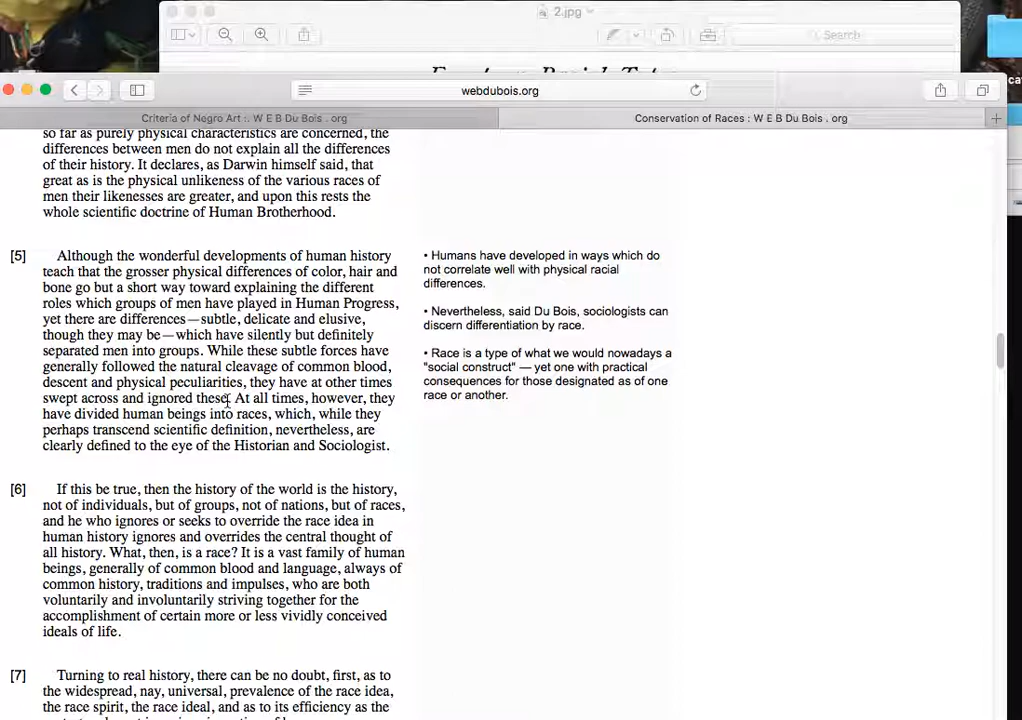 2.jpg
Search
webdubois.org
ca
Criteria of Negro Art :. W E B Du Bois . org
Conservation of Races : W E B Du Bois . org
so far as purely physical characteristics are concerned, the
differences between men do not explain all the differences
of their history. It declares, as Darwin himself said, that
great as is the physical unlikeness of the various races of
men their likenesses are greater, and upon this rests the
whole scientific doctrine of Human Brotherhood.
[5] Although the wonderful developments of human history
teach that the grosser physical differences of color, hair and
bone go but a short way toward explaining the different
roles which groups of men have played in Human Progress,
yet there are differences—subtle, delicate and elusive,
though they may be—which have silently but definitely
separated men into groups. While these subtle forces have
generally followed the natural cleavage of common blood,
descent and physical peculiarities, they have at other times
swept across and ignored these. At all times, however, they
have divided human beings into races, which, while they
perhaps transcend scientific definition, nevertheless, are
clearly defined to the eye of the Historian and Sociologist.
• Humans have developed in ways which do
not correlate well with physical racial
differences.
• Nevertheless, said Du Bois, sociologists can
discern differentiation by race.
• Race is a type of what we would nowadays a
"social construct" — yet one with practical
consequences for those designated as of one
race or another.
[6] If this be true, then the history of the world is the history,
not of individuals, but of groups, not of nations, but of races,
and he who ignores or seeks to override the race idea in
human history ignores and overrides the central thought of
all history. What, then, is a race? It is a vast family of human
beings, generally of common blood and language, always of
common history, traditions and impulses, who are both
voluntarily and involuntarily striving together for the
accomplishment of certain more or less vividly conceived
ideals of life.
[7] Turning to real history, there can be no doubt, first, as to
the widespread, nay, universal, prevalence of the race idea,
the race spirit, the race ideal, and as to its efficiency as the